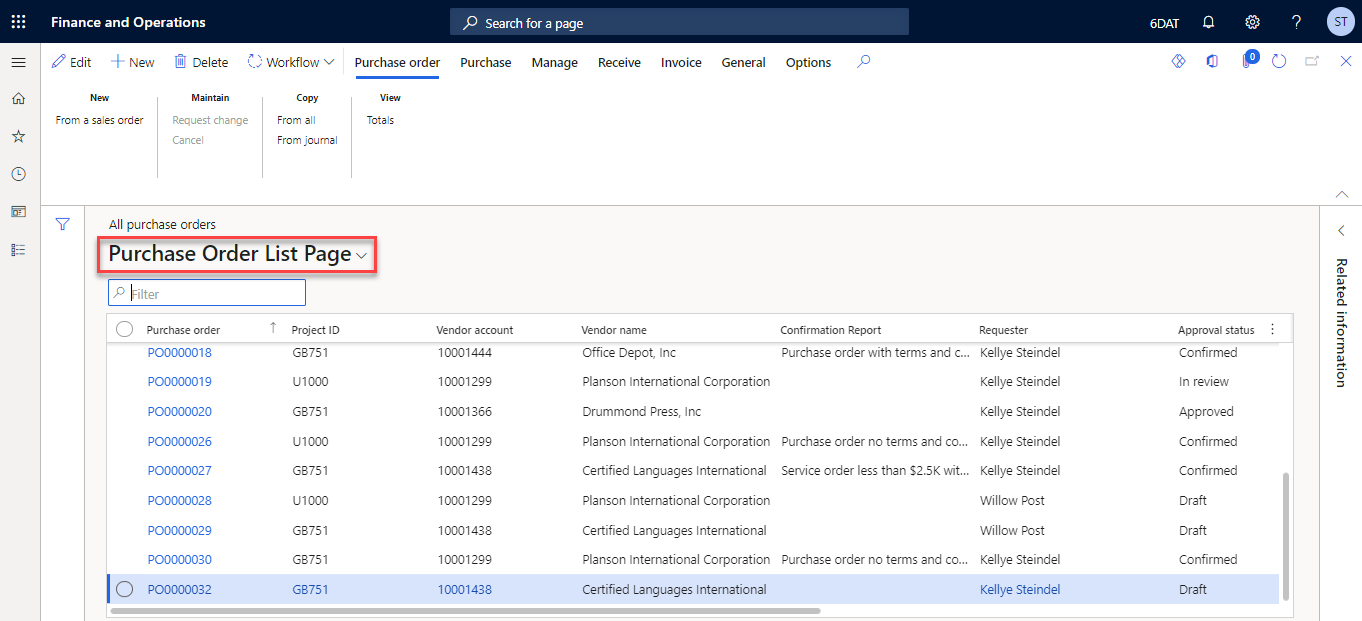 Finance and Operations Search for a page 6DAT ST
Edit New Delete Workflow Purchase order Purchase Manage Receive Invoice General Options 0
New Maintain Copy View
From a sales order Request change From all Totals
Cancel From journal
All purchase orders
Purchase Order List Page
Filter
Related information
Purchase order Project ID Vendor account Vendor name Confirmation Report Requester Approval status
PO0000018 GB751 10001444 Office Depot, Inc Purchase order with terms and c... Kellye Steindel Confirmed
PO0000019 U1000 10001299 Planson International Corporation Kellye Steindel In review
PO0000020 GB751 10001366 Drummond Press, Inc Kellye Steindel Approved
PO0000026 U1000 10001299 Planson International Corporation Purchase order no terms and co... Kellye Steindel Confirmed
PO0000027 GB751 10001438 Certified Languages International Service order less than $2.5K wit... Kellye Steindel Confirmed
PO0000028 U1000 10001299 Planson International Corporation Willow Post Draft
PO0000029 GB751 10001438 Certified Languages International Willow Post Draft
PO0000030 GB751 10001299 Planson International Corporation Purchase order no terms and co... Kellye Steindel Confirmed
PO0000032 GB751 10001438 Certified Languages International Kellye Steindel Draft